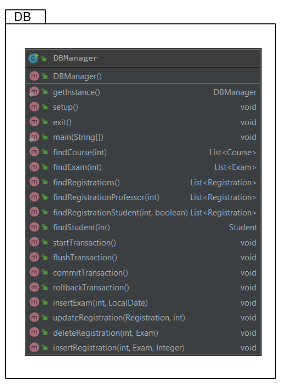 DB
DBManager
DBManager()
getInstance() DBManager
setup() void
exit() void
main(String[]) void
findCourse(int) List<Course>
findExam(int) List<Exam>
findRegistrations() List<Registration>
findRegistrationProfessor(int) List<Registration>
findRegistrationStudent(int, boolean) List<Registration>
findStudent(int) Student
startTransaction() void
flushTransaction() void
commitTransaction() void
rollbackTransaction() void
insertExam(int, LocalDate) void
updateRegistration(Registration, int) void
deleteRegistration(int, Exam) void
insertRegistration(int, Exam, Integer) void